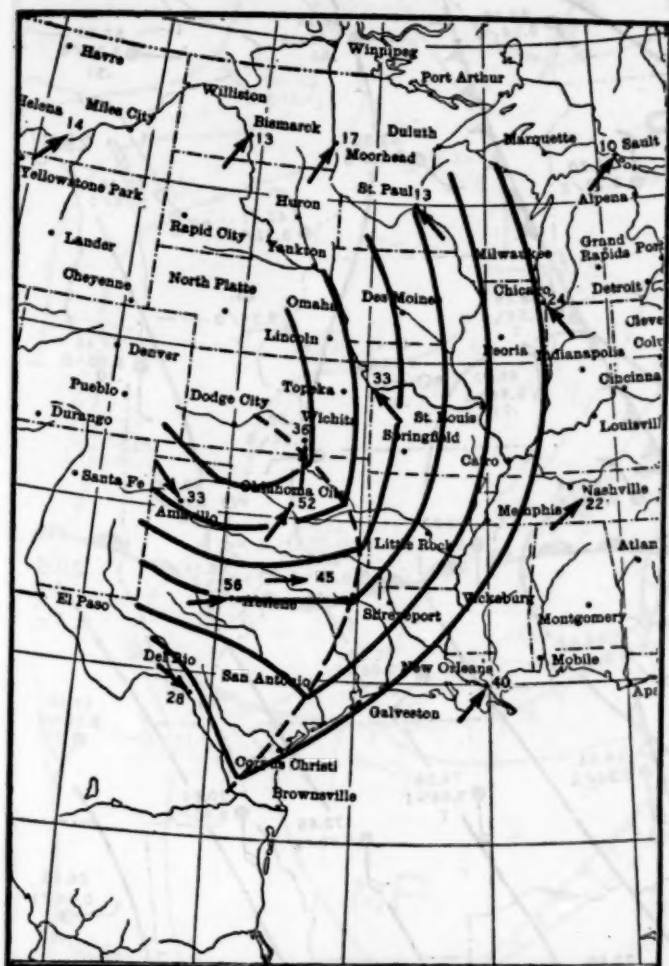 Winnipeg
Havre
Port Arthur
Williston
Helena
14
Miles City
Bismarck
13
17
Moorhead
Duluth
Marquette
10
Sault
Yellowstone Park
Huron
St. Paul
13
Alpena
Rapid City
Lander
Yankton
Milwaukee
Grand
Rapids
Cheyenne
North Platte
Omaha
Des Moines
Chicago
24
Detroit
Lincoln
Peoria
Indianapolis
Denver
Cincinna
Pueblo
Topeka
33
Dodge City
Durango
Wichita
St. Louis
Springfield
Louisvill
36
Cairo
Santa Fe
33
Oklahoma City
52
Amarillo
Memphis
Nashville
22
Little Rock
Atlan
45
56
Abilene
El Paso
Shreveport
Vicksburg
Montgomery
Del Rio
28
San Antonio
New Orleans
40
Mobile
Apa
Galveston
Corpus Christi
Brownsville